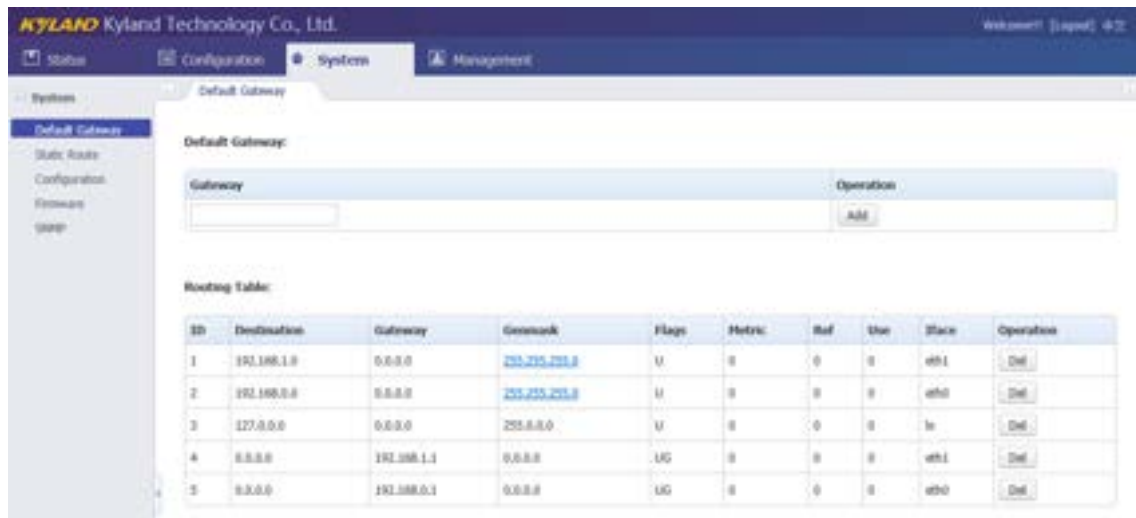 KYLAND Kyland Technology Co., Ltd.
Welcome!!! [Logout] 中文
Status Configuration System Management
System
Default Gateway
Default Gateway
Static Route
Configuration
Firmware
SNMP
Default Gateway:
Gateway Operation
Add
Routing Table:
ID Destination Gateway Genmask Flags Metric Ref Use Iface Operation
1 192.168.1.0 0.0.0.0 255.255.255.0 U 0 0 0 eth1 Del
2 192.168.0.0 0.0.0.0 255.255.255.0 U 0 0 0 eth0 Del
3 127.0.0.0 0.0.0.0 255.0.0.0 U 0 0 0 lo Del
4 0.0.0.0 192.168.1.1 0.0.0.0 UG 0 0 0 eth1 Del
5 0.0.0.0 192.168.0.1 0.0.0.0 UG 0 0 0 eth0 Del